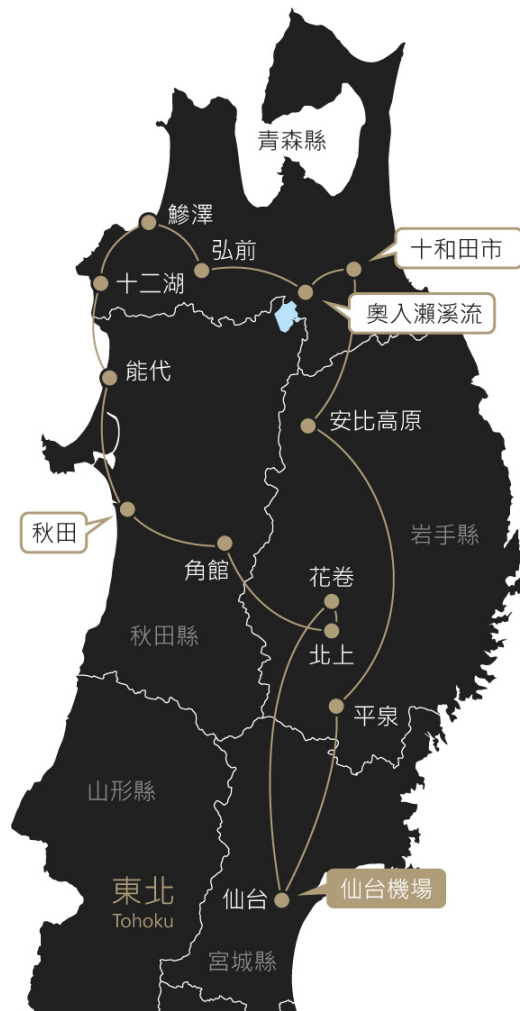 青森縣
鰺澤
弘前
十和田市
十二湖
奧入瀨溪流
能代
安比高原
秋田
角館
岩手縣
花卷
秋田縣
北上
平泉
山形縣
東北
Tohoku
仙台
仙台機場
宮城縣